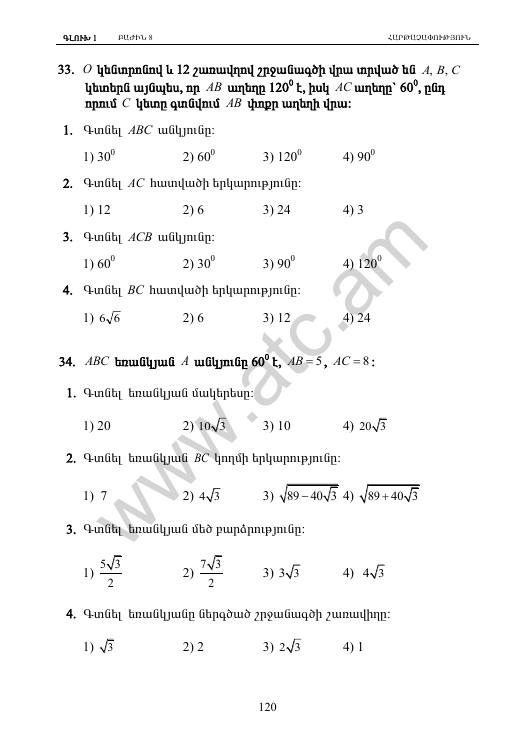 ԳԼՈՒԽ 1 ԲԱԺԻՆ 8 ՀԱՐԹԱՉԱՓՈՒԹՅՈՒՆ
33. O կենտրոնով և 12 շառավղով շրջանագծի վրա տրված են A, B, C
կետերն այնպես, որ AB աղեղը 120⁰ է, իսկ AC աղեղը՝ 60⁰, ընդ
որում C կետը գտնվում AB փոքր աղեղի վրա:
1. Գտնել ABC անկյունը:
1) 30⁰ 2) 60⁰ 3) 120⁰ 4) 90⁰
2. Գտնել AC հատվածի երկարությունը:
1) 12 2) 6 3) 24 4) 3
3. Գտնել ACB անկյունը:
1) 60⁰ 2) 30⁰ 3) 90⁰ 4) 120⁰
4. Գտնել BC հատվածի երկարությունը:
1) 6√6 2) 6 3) 12 4) 24
34. ABC եռանկյան A անկյունը 60⁰ է, AB = 5, AC = 8:
1. Գտնել եռանկյան մակերեսը:
1) 20 2) 10√3 3) 10 4) 20√3
2. Գտնել եռանկյան BC կողմի երկարությունը:
1) 7 2) 4√3 3) √(89−40√3) 4) √(89+40√3)
3. Գտնել եռանկյան մեծ բարձրությունը:
1) 5√3/2 2) 7√3/2 3) 3√3 4) 4√3
4. Գտնել եռանկյանը ներգծած շրջանագծի շառավիղը:
1) √3 2) 2 3) 2√3 4) 1
120
www.atc.am